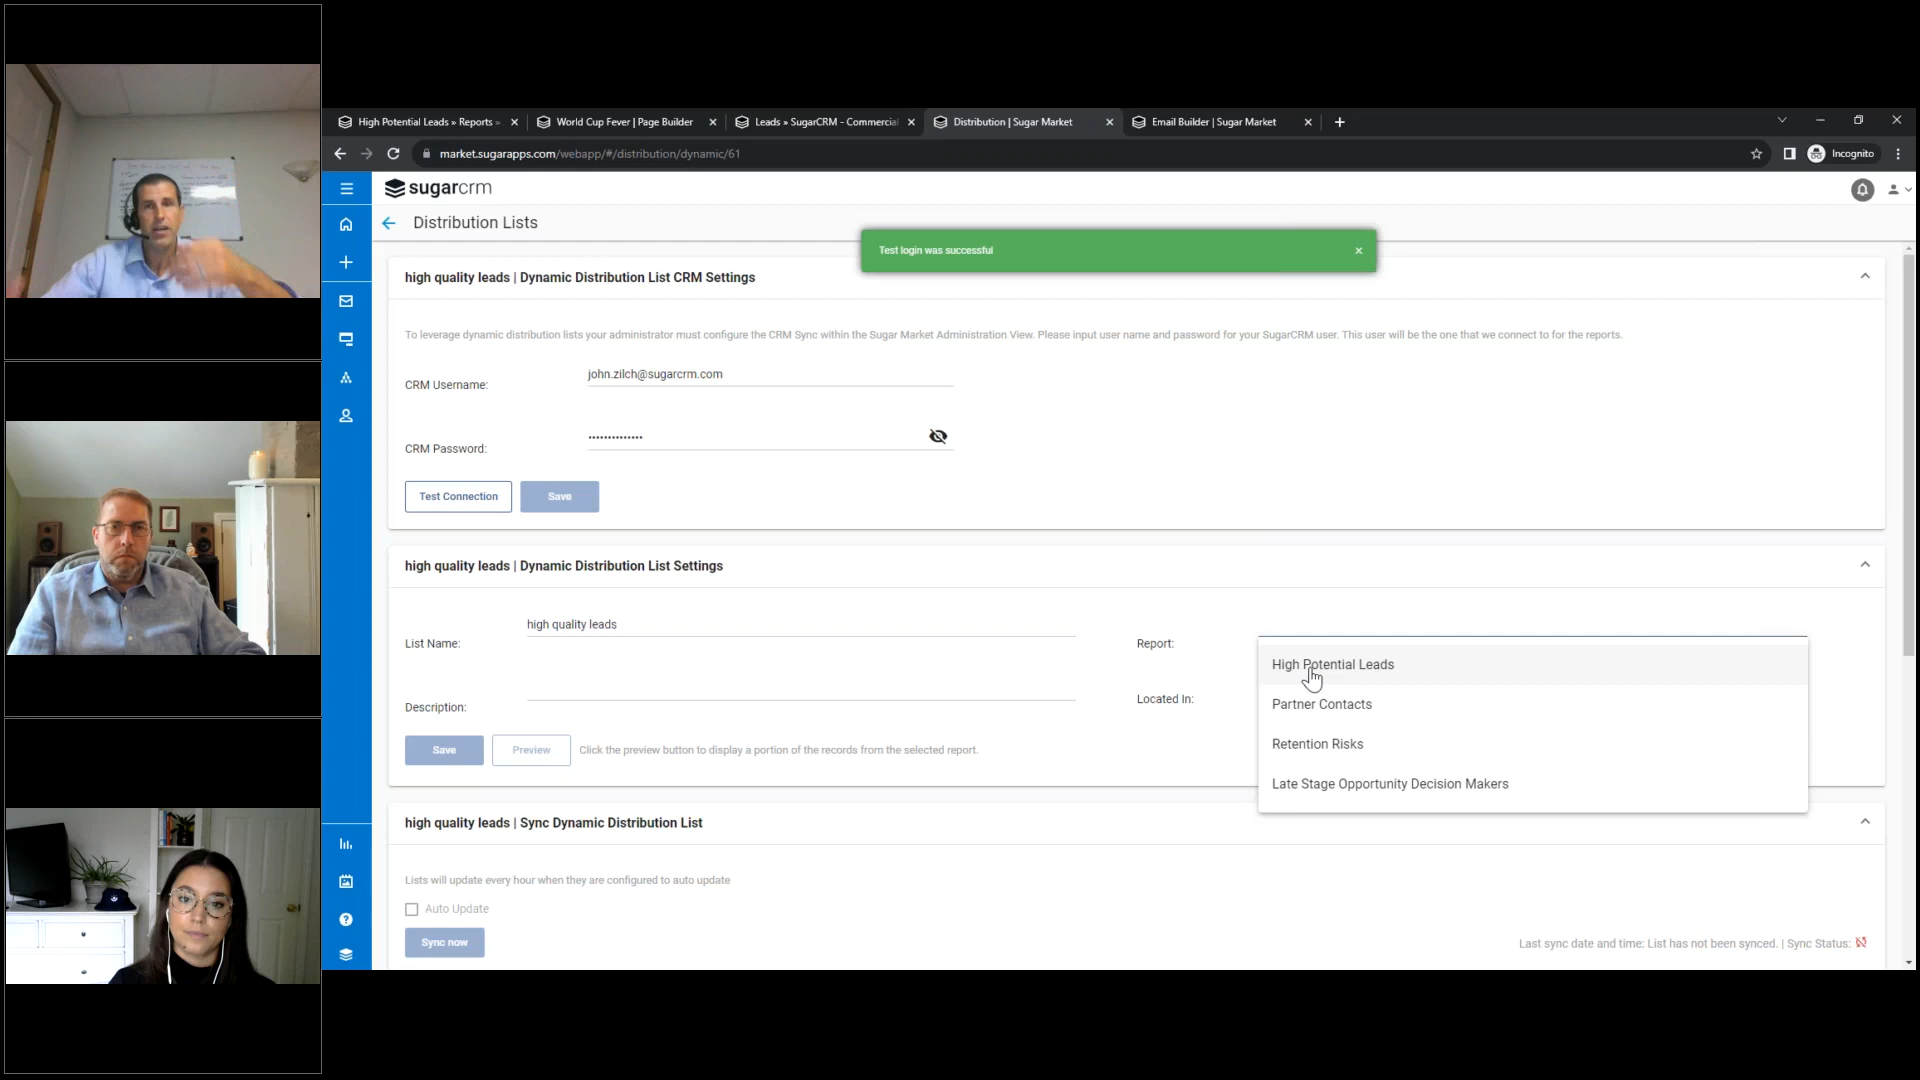 High Potential Leads » Reports »
World Cup Fever | Page Builder
Leads » SugarCRM - Commercial
Distribution | Sugar Market
Email Builder | Sugar Market
market.sugarapps.com/webapp/#/distribution/dynamic/61
Incognito
sugarcrm
Distribution Lists
Test login was successful
high quality leads | Dynamic Distribution List CRM Settings
To leverage dynamic distribution lists your administrator must configure the CRM Sync within the Sugar Market Administration View. Please input user name and password for your SugarCRM user. This user will be the one that we connect to for the reports.
CRM Username:
john.zilch@sugarcrm.com
CRM Password:
••••••••••••••
Test Connection
Save
high quality leads | Dynamic Distribution List Settings
List Name:
high quality leads
Description:
Report:
High Potential Leads
Partner Contacts
Retention Risks
Late Stage Opportunity Decision Makers
Located In:
Save
Preview
Click the preview button to display a portion of the records from the selected report.
high quality leads | Sync Dynamic Distribution List
Lists will update every hour when they are configured to auto update
Auto Update
Sync now
Last sync date and time: List has not been synced. | Sync Status: